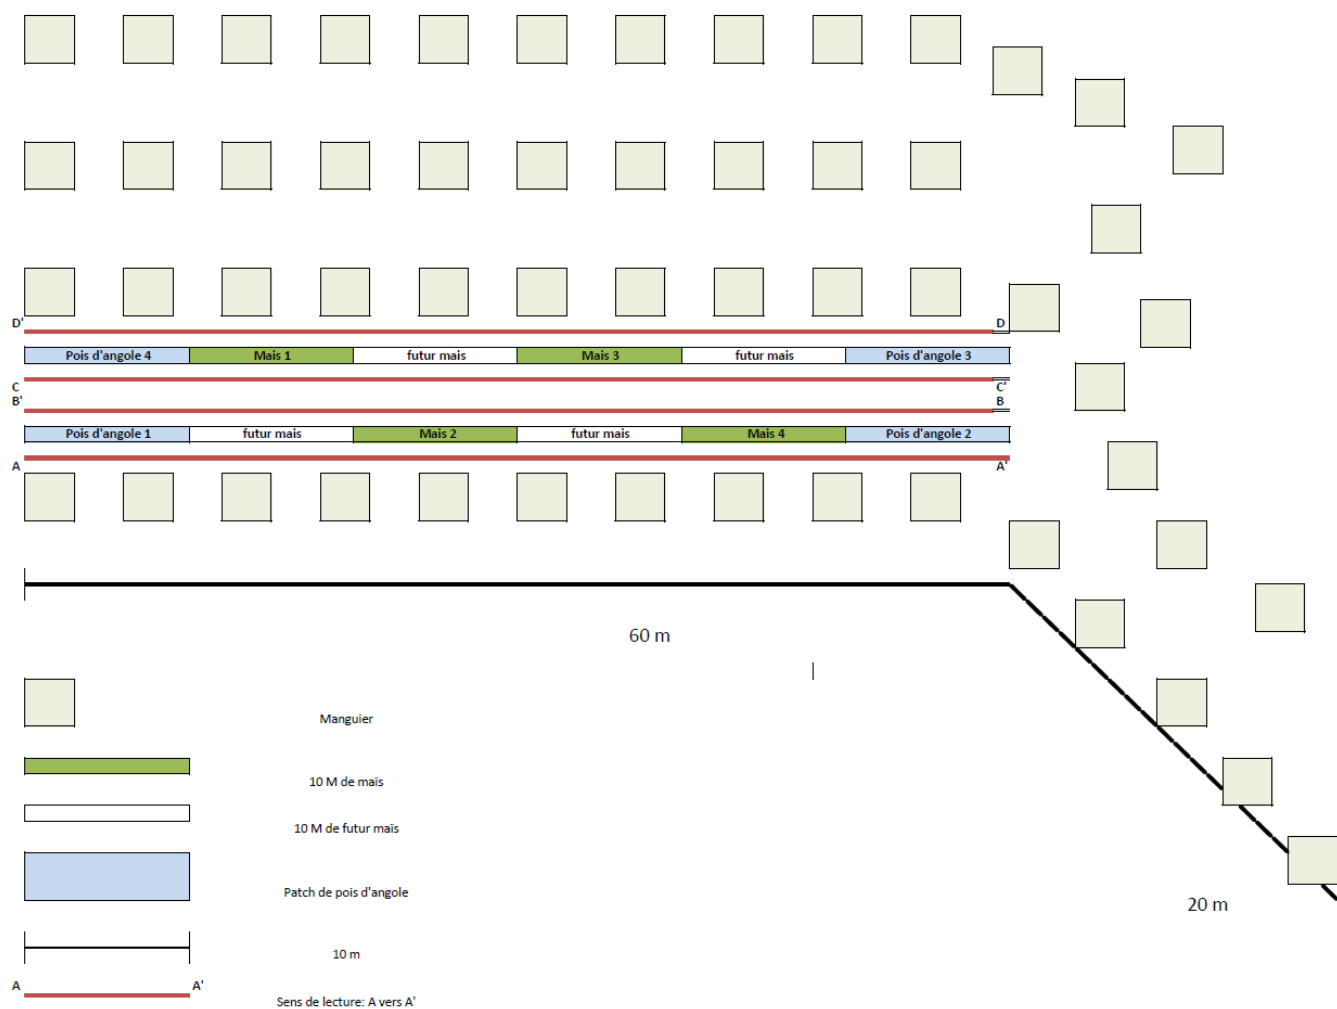 D' D
Pois d'angole 4 Mais 1 futur mais Mais 3 futur mais Pois d'angole 3
C C'
B' B
Pois d'angole 1 futur mais Mais 2 futur mais Mais 4 Pois d'angole 2
A A'
60 m
Manguier
10 M de maïs
10 M de futur maïs
Patch de pois d'angole
20 m
10 m
A A'
Sens de lecture: A vers A'